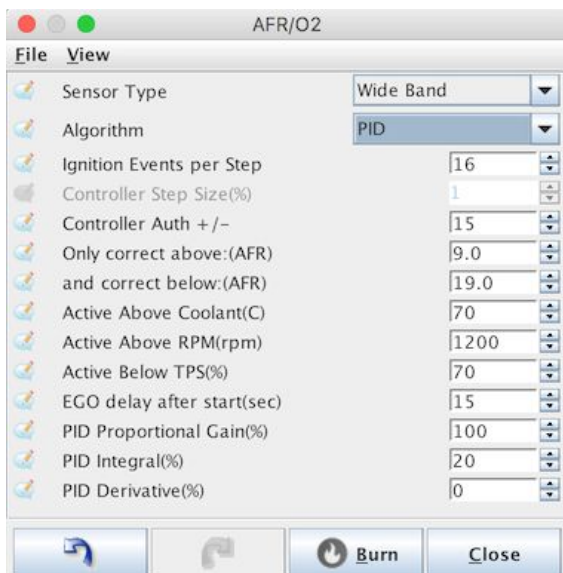 AFR/O2
File View
Sensor Type Wide Band
Algorithm PID
Ignition Events per Step 16
Controller Step Size(%) 1
Controller Auth +/- 15
Only correct above:(AFR) 9.0
and correct below:(AFR) 19.0
Active Above Coolant(C) 70
Active Above RPM(rpm) 1200
Active Below TPS(%) 70
EGO delay after start(sec) 15
PID Proportional Gain(%) 100
PID Integral(%) 20
PID Derivative(%) 0
Burn Close